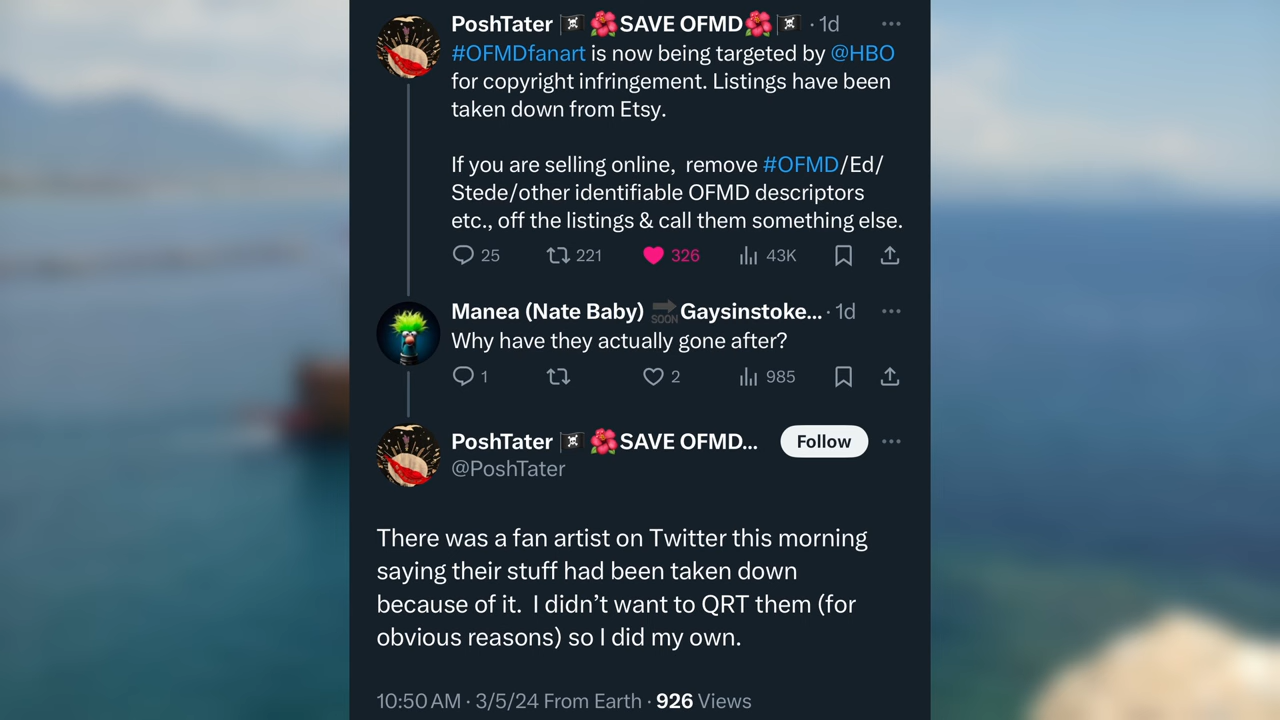 PoshTater 🏴‍☠️🌺SAVE OFMD🌺🏴‍☠️ · 1d
#OFMDfanart is now being targeted by @HBO
for copyright infringement. Listings have been
taken down from Etsy.
If you are selling online,  remove #OFMD/Ed/
Stede/other identifiable OFMD descriptors
etc., off the listings & call them something else.
25 221 326 43K
Manea (Nate Baby) 🔜Gaysinstoke... · 1d
Why have they actually gone after?
1 2 985
PoshTater 🏴‍☠️🌺SAVE OFMD... Follow
@PoshTater
There was a fan artist on Twitter this morning
saying their stuff had been taken down
because of it.  I didn’t want to QRT them (for
obvious reasons) so I did my own.
10:50 AM · 3/5/24 From Earth · 926 Views